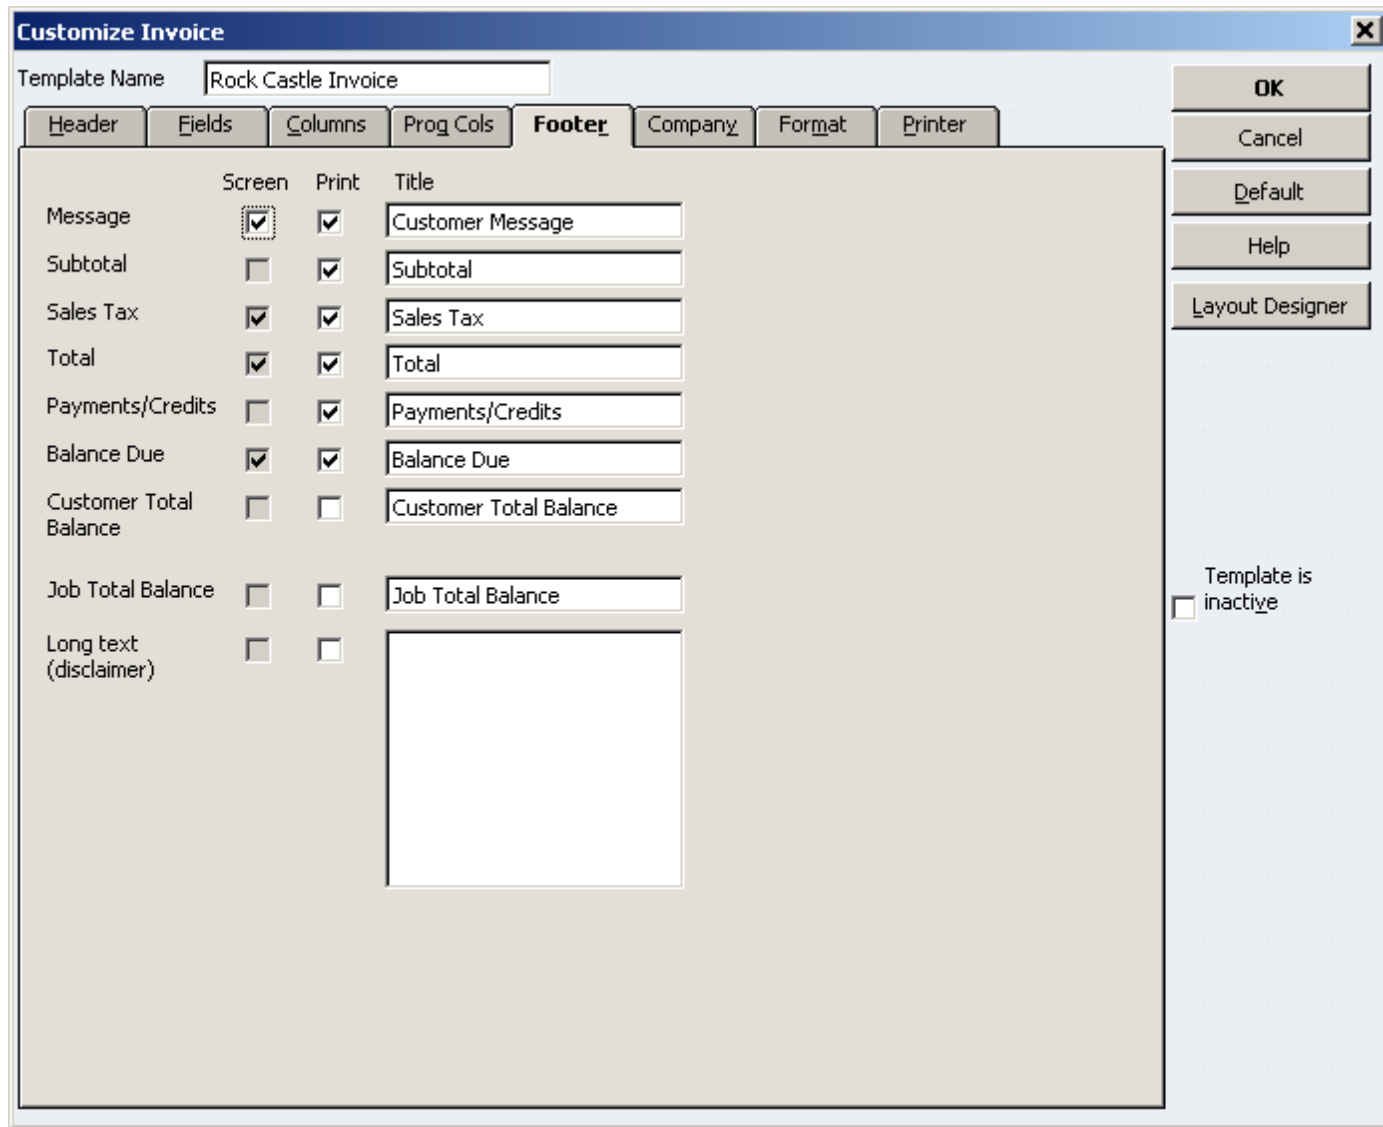 Customize Invoice
Template Name Rock Castle Invoice
OK
Header Fields Columns Prog Cols Footer Company Format Printer
Cancel
Screen Print Title
Default
Message Customer Message
Help
Subtotal Subtotal
Sales Tax Sales Tax
Layout Designer
Total Total
Payments/Credits Payments/Credits
Balance Due Balance Due
Customer Total
Balance
Customer Total Balance
Job Total Balance Job Total Balance
Template is
inactive
Long text
(disclaimer)